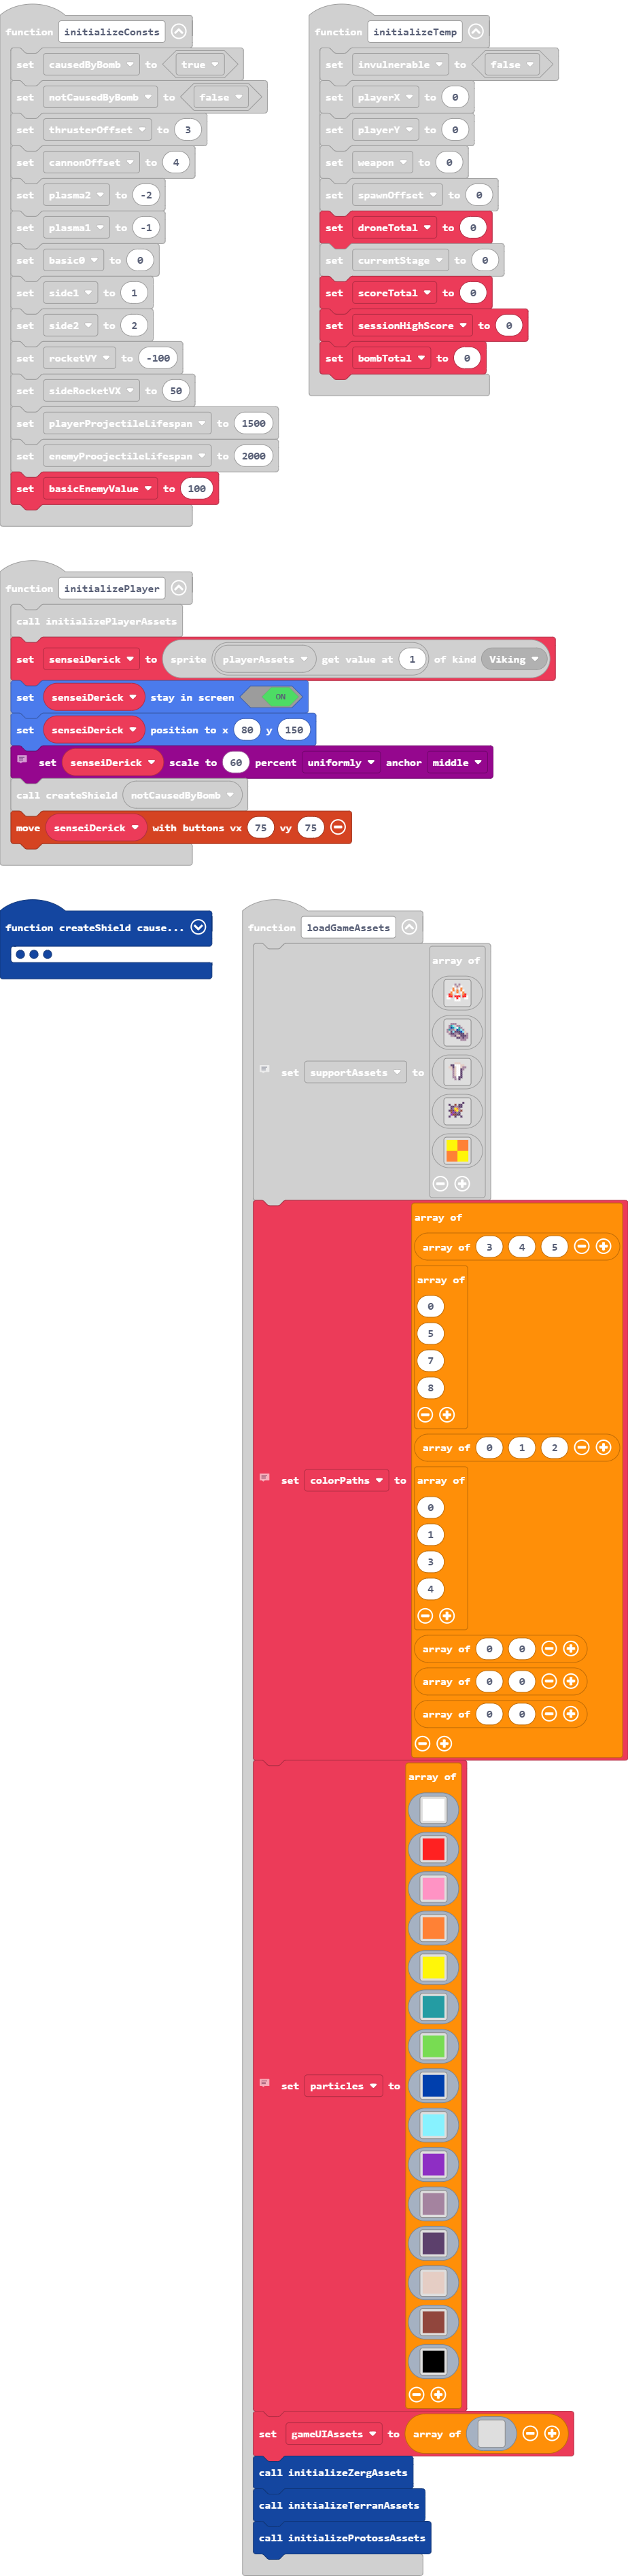 function initializeConsts
set causedByBomb to true
set notCausedByBomb to false
set thrusterOffset to 3
set cannonOffset to 4
set plasma2 to -2
set plasma1 to -1
set basic0 to 0
set side1 to 1
set side2 to 2
set rocketVY to -100
set sideRocketVX to 50
set playerProjectileLifespan to 1500
set enemyProojectileLifespan to 2000
set basicEnemyValue to 100
function initializeTemp
set invulnerable to false
set playerX to 0
set playerY to 0
set weapon to 0
set spawnOffset to 0
set droneTotal to 0
set currentStage to 0
set scoreTotal to 0
set sessionHighScore to 0
set bombTotal to 0
function initializePlayer
call initializePlayerAssets
set senseiDerick to sprite playerAssets get value at 1 of kind Viking
set senseiDerick stay in screen ON
set senseiDerick position to x 80 y 150
set senseiDerick scale to 60 percent uniformly anchor middle
call createShield notCausedByBomb
move senseiDerick with buttons vx 75 vy 75
function createShield cause...
function loadGameAssets
set supportAssets to
array of
set colorPaths to
array of
array of 3 4 5
array of
0
5
7
8
array of 0 1 2
array of
0
1
3
4
array of 0 0
array of 0 0
array of 0 0
set particles to
array of
set gameUIAssets to array of
call initializeZergAssets
call initializeTerranAssets
call initializeProtossAssets